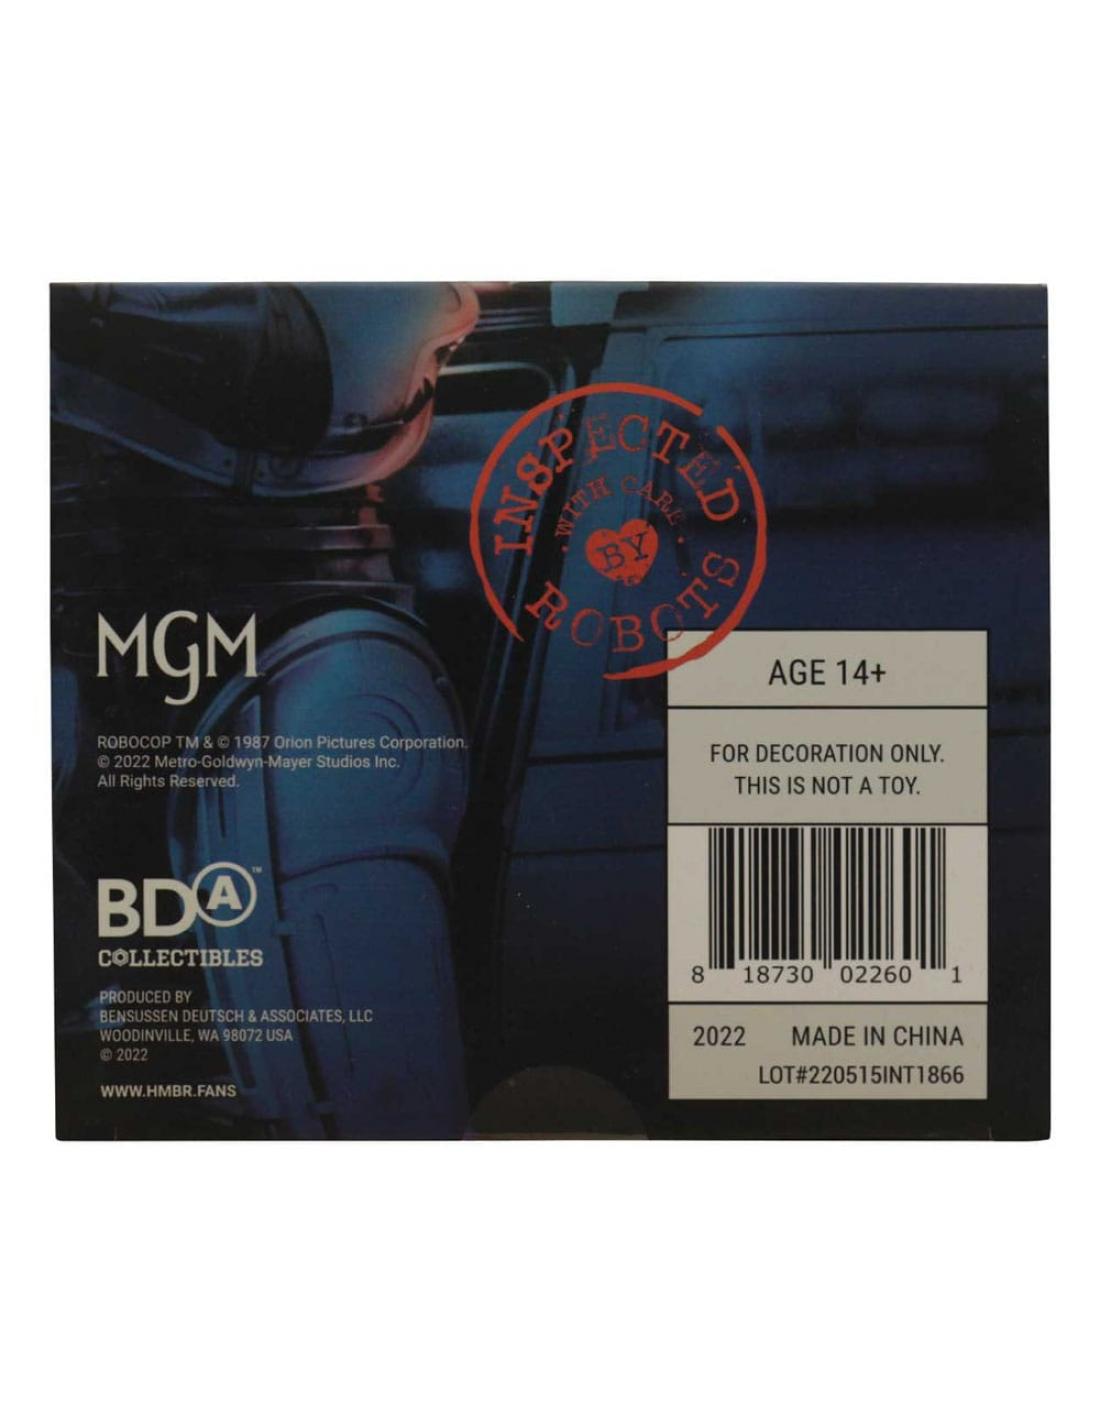 INSPECTED
· WITH CARE ·
BY
ROBOTS
MGM
ROBOCOP TM & © 1987 Orion Pictures Corporation.
© 2022 Metro-Goldwyn-Mayer Studios Inc.
All Rights Reserved.
BDA™
COLLECTIBLES
PRODUCED BY
BENSUSSEN DEUTSCH & ASSOCIATES, LLC
WOODINVILLE, WA 98072 USA
© 2022
WWW.HMBR.FANS
AGE 14+
FOR DECORATION ONLY.
THIS IS NOT A TOY.
8 18730 02260 1
2022 MADE IN CHINA
LOT#220515INT1866